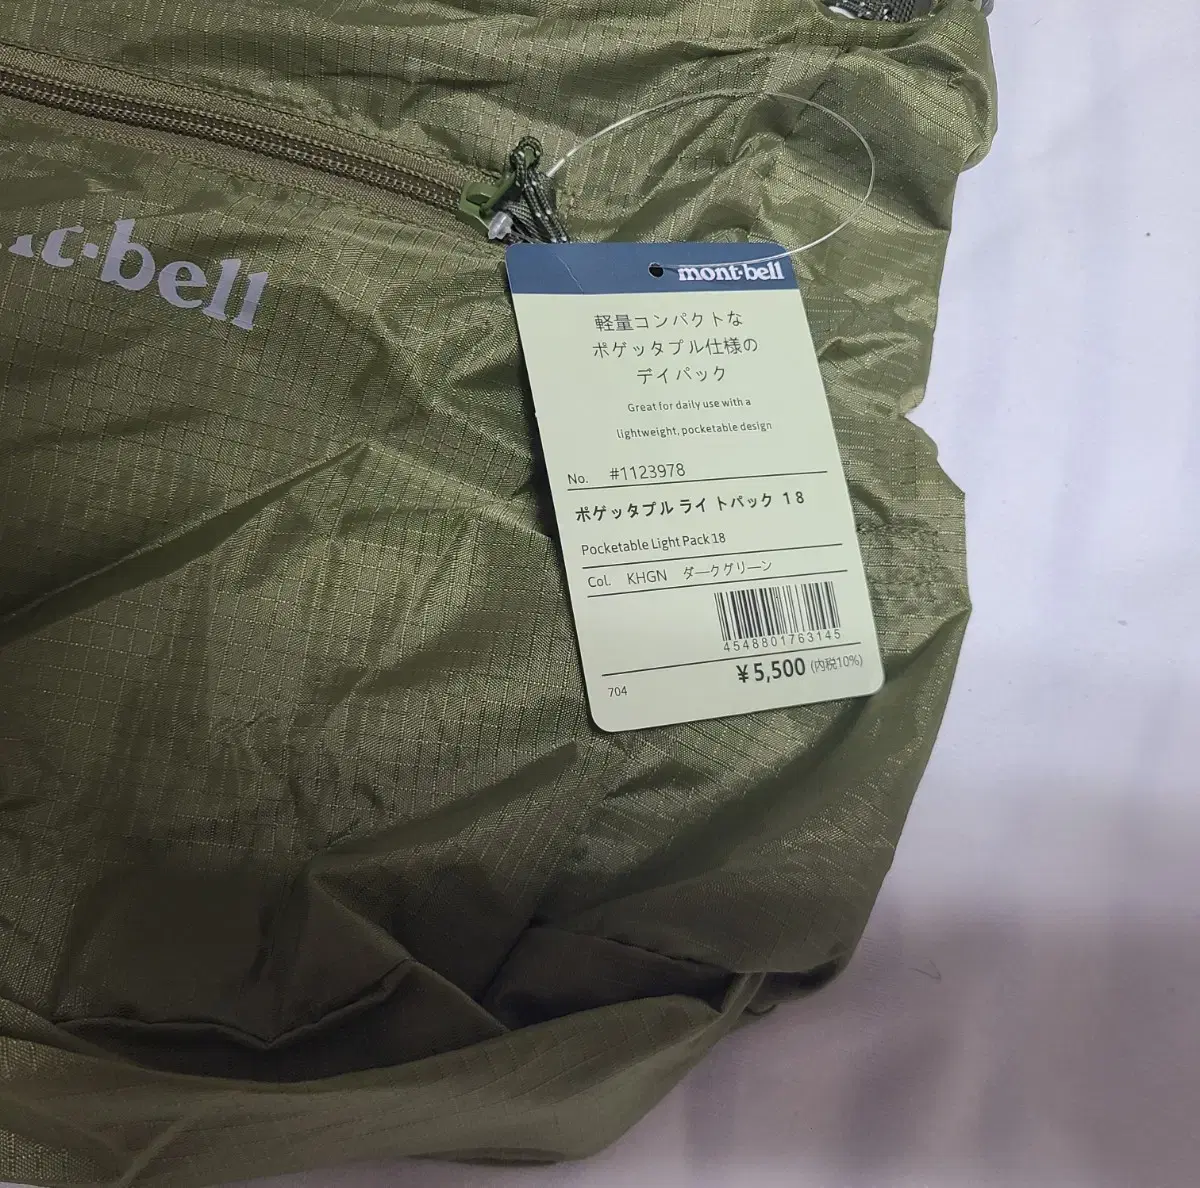 nt·bell
mont·bell
軽量コンパクトな
ポゲッタプル仕様の
デイパック
Great for daily use with a
lightweight, pocketable design
No. #1123978
ポゲッタプル ライ トパック 18
Pocketable Light Pack 18
Col. KHGN ダークグリーン
4548801763145
¥5,500 (内税10%)
704